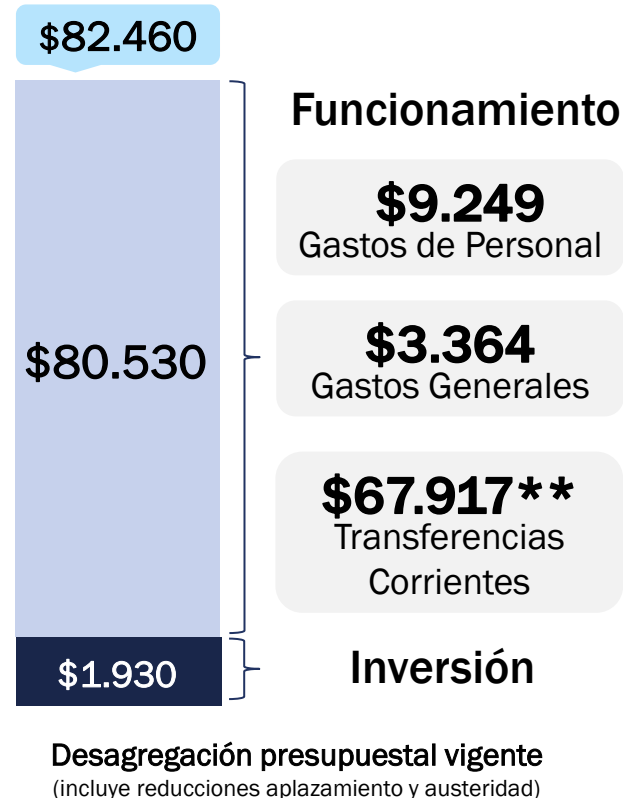 $82.460
Funcionamiento
$9.249
Gastos de Personal
$80.530
$3.364
Gastos Generales
$67.917**
Transferencias
Corrientes
$1.930
Inversión
Desagregación presupuestal vigente
(incluye reducciones aplazamiento y austeridad)